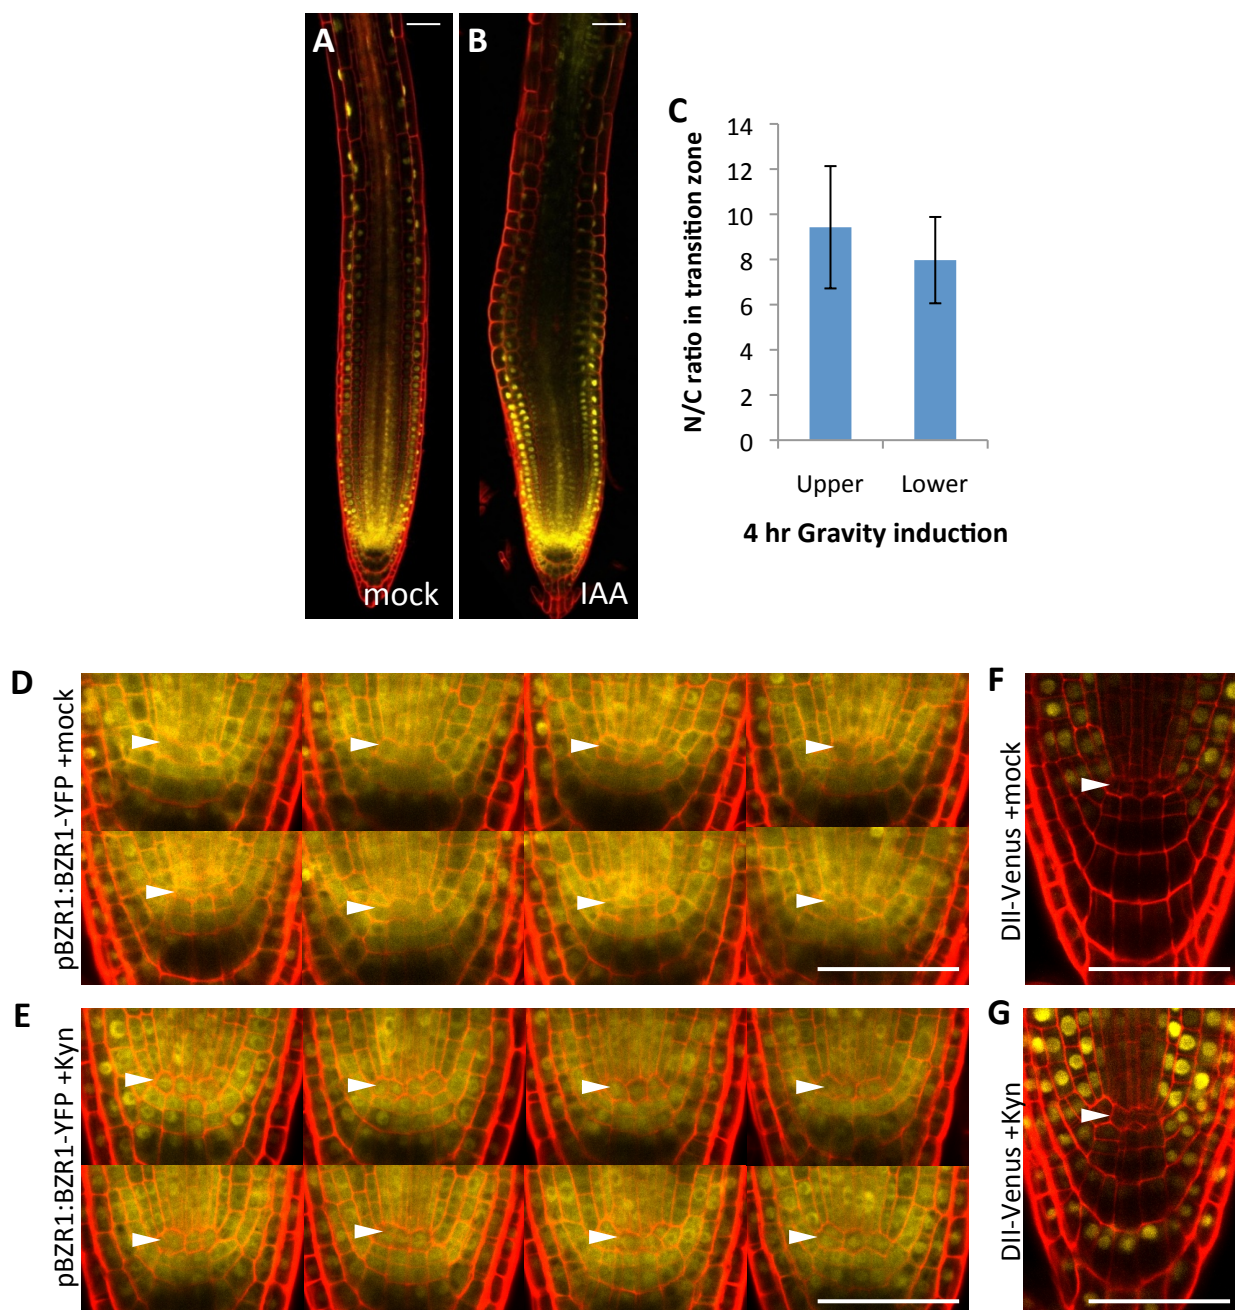 A
mock
B
IAA
C
N/C ratio in transition zone
14
12
10
8
6
4
2
0
Upper
Lower
4 hr Gravity induction
D
pBZR1:BZR1-YFP +mock
F
DII-Venus +mock
E
pBZR1:BZR1-YFP +Kyn
G
DII-Venus +Kyn